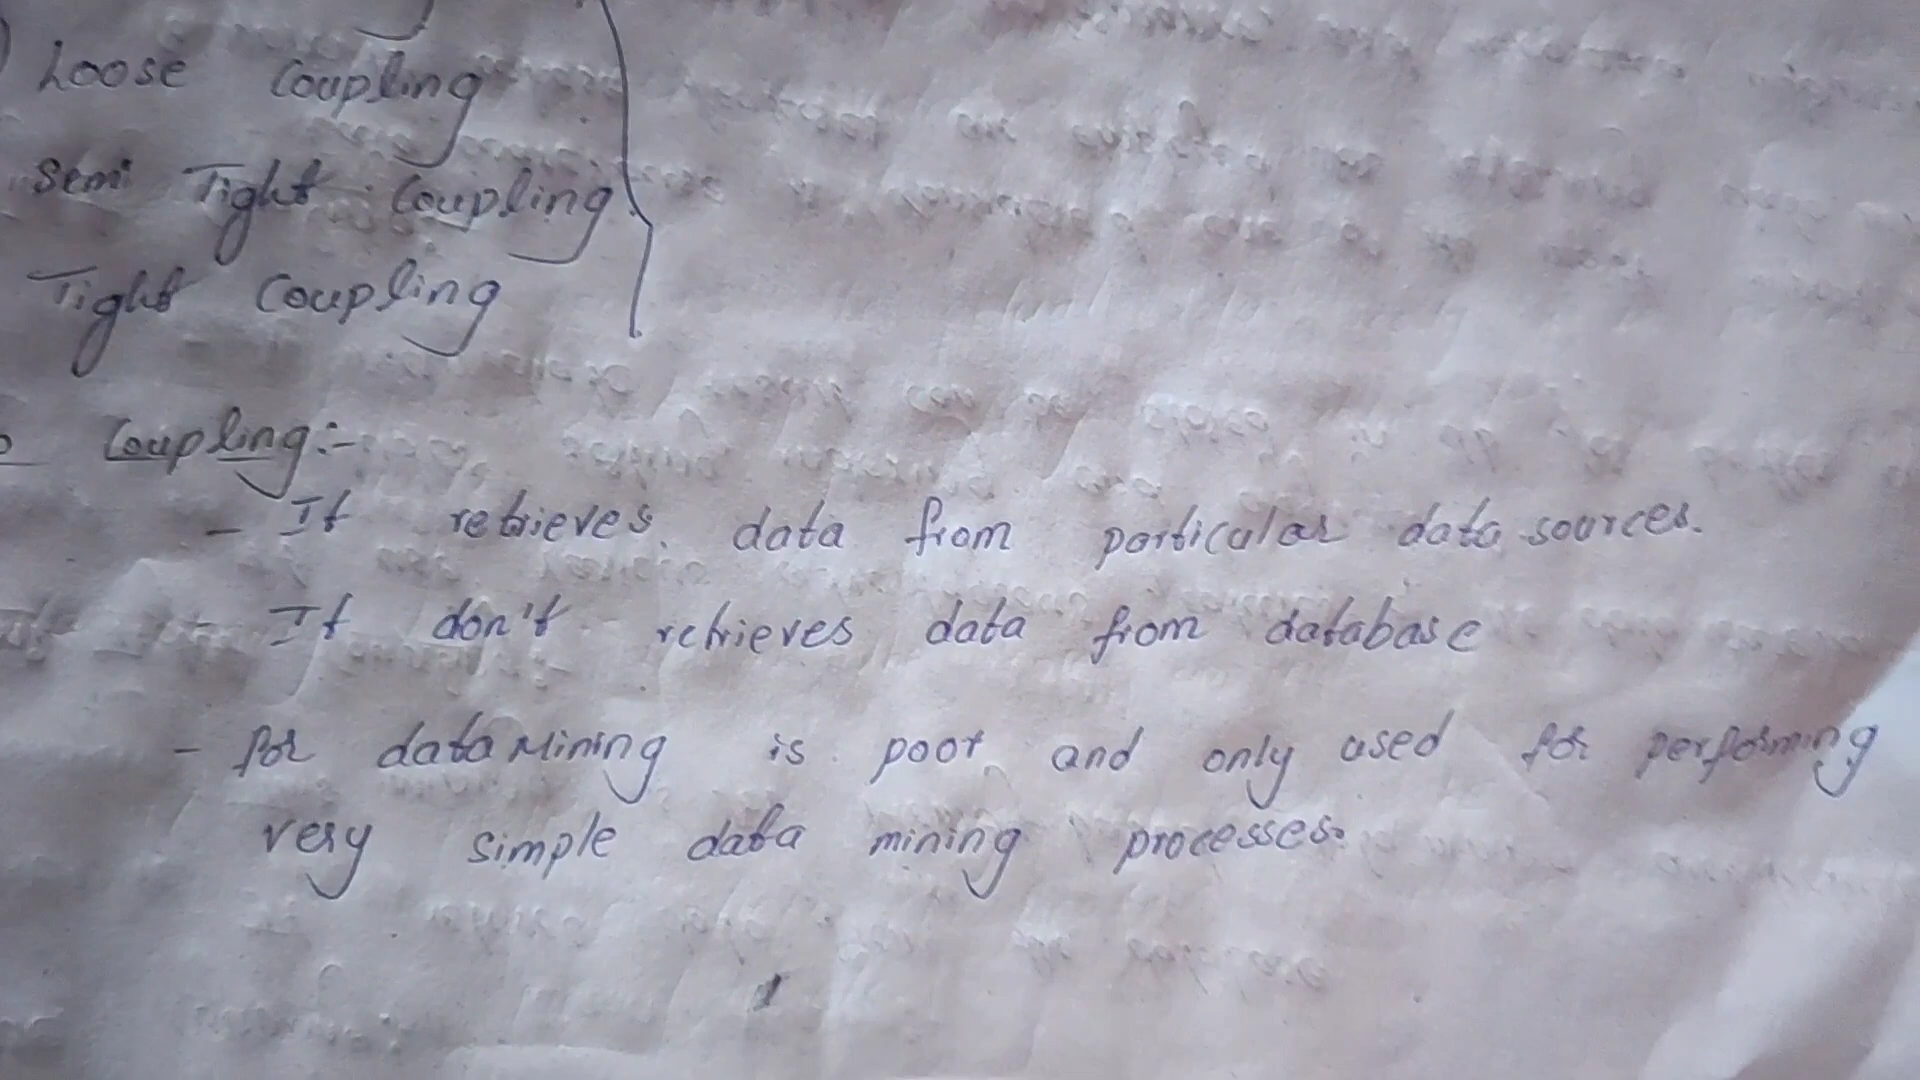 Loose Coupling
Semi Tight Coupling
Tight Coupling
Coupling:-
- It retrieves data from particular data sources.
- It don't retrieves data from database
- for data Mining is poor and only used for performing
very simple data mining processes.